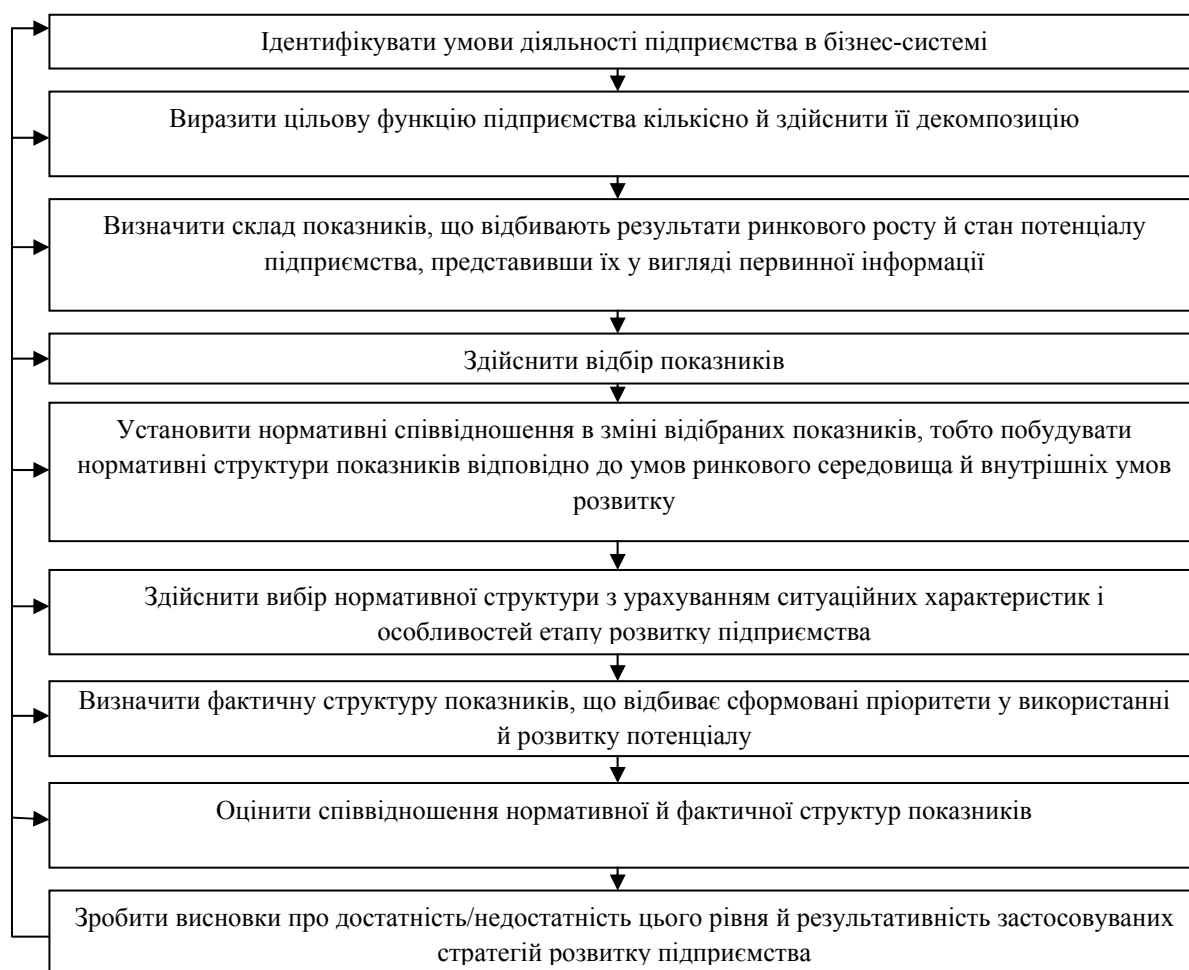 Ідентифікувати умови діяльності підприємства в бізнес-системі
Виразити цільову функцію підприємства кількісно й здійснити її декомпозицію
Визначити склад показників, що відбивають результати ринкового росту й стан потенціалу
підприємства, представивши їх у вигляді первинної інформації
Здійснити відбір показників
Установити нормативні співвідношення в зміні відібраних показників, тобто побудувати
нормативні структури показників відповідно до умов ринкового середовища й внутрішніх умов
розвитку
Здійснити вибір нормативної структури з урахуванням ситуаційних характеристик і
особливостей етапу розвитку підприємства
Визначити фактичну структуру показників, що відбиває сформовані пріоритети у використанні
й розвитку потенціалу
Оцінити співвідношення нормативної й фактичної структур показників
Зробити висновки про достатність/недостатність цього рівня й результативність застосовуваних
стратегій розвитку підприємства